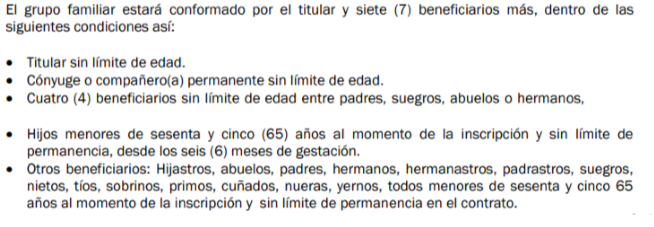 El grupo familiar estará conformado por el titular y siete (7) beneficiarios más, dentro de las
siguientes condiciones así:
• Titular sin límite de edad.
• Cónyuge o compañero(a) permanente sin límite de edad.
• Cuatro (4) beneficiarios sin límite de edad entre padres, suegros, abuelos o hermanos,
• Hijos menores de sesenta y cinco (65) años al momento de la inscripción y sin límite de
permanencia, desde los seis (6) meses de gestación.
• Otros beneficiarios: Hijastros, abuelos, padres, hermanos, hermanastros, padrastros, suegros,
nietos, tíos, sobrinos, primos, cuñados, nueras, yernos, todos menores de sesenta y cinco 65
años al momento de la inscripción y sin límite de permanencia en el contrato.